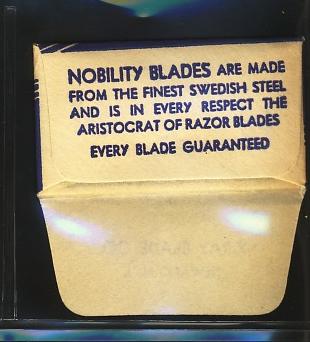 NOBILITY BLADES ARE MADE
FROM THE FINEST SWEDISH STEEL
AND IS IN EVERY RESPECT THE
ARISTOCRAT OF RAZOR BLADES
EVERY BLADE GUARANTEED